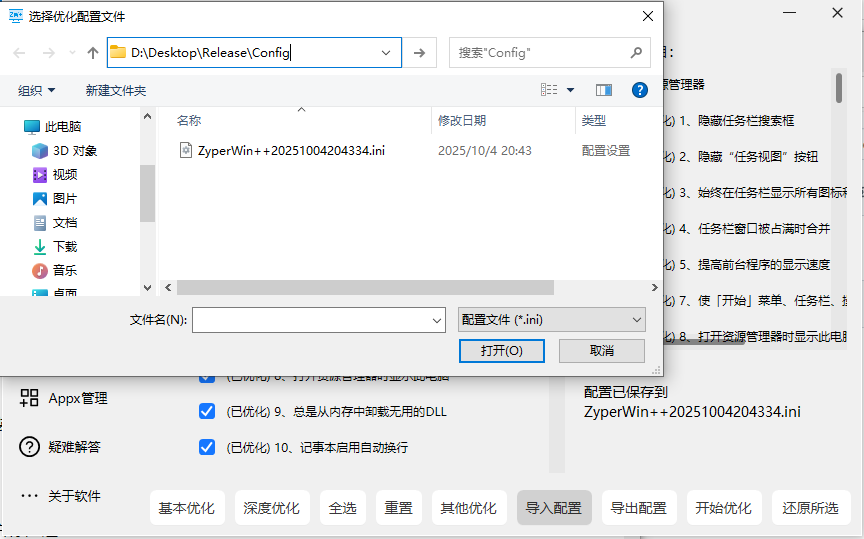 选择优化配置文件
D:\Desktop\Release\Config
搜索"Config"
组织
新建文件夹
此电脑
3D 对象
视频
图片
文档
下载
音乐
桌面
名称
修改日期
类型
ZyperWin++20251004204334.ini
2025/10/4 20:43
配置设置
文件名(N):
配置文件 (*.ini)
打开(O)
取消
源管理器
化) 1、隐藏任务栏搜索框
化) 2、隐藏“任务视图”按钮
化) 3、始终在任务栏显示所有图标和
化) 4、任务栏窗口被占满时合并
化) 5、提高前台程序的显示速度
化) 7、使「开始」菜单、任务栏、操
化) 8、打开资源管理器时显示此电脑
(已优化) 8、打开资源管理器时显示此电脑
Appx管理
(已优化) 9、总是从内存中卸载无用的DLL
疑难解答
(已优化) 10、记事本启用自动换行
关于软件
配置已保存到
ZyperWin++20251004204334.ini
基本优化
深度优化
全选
重置
其他优化
导入配置
导出配置
开始优化
还原所选